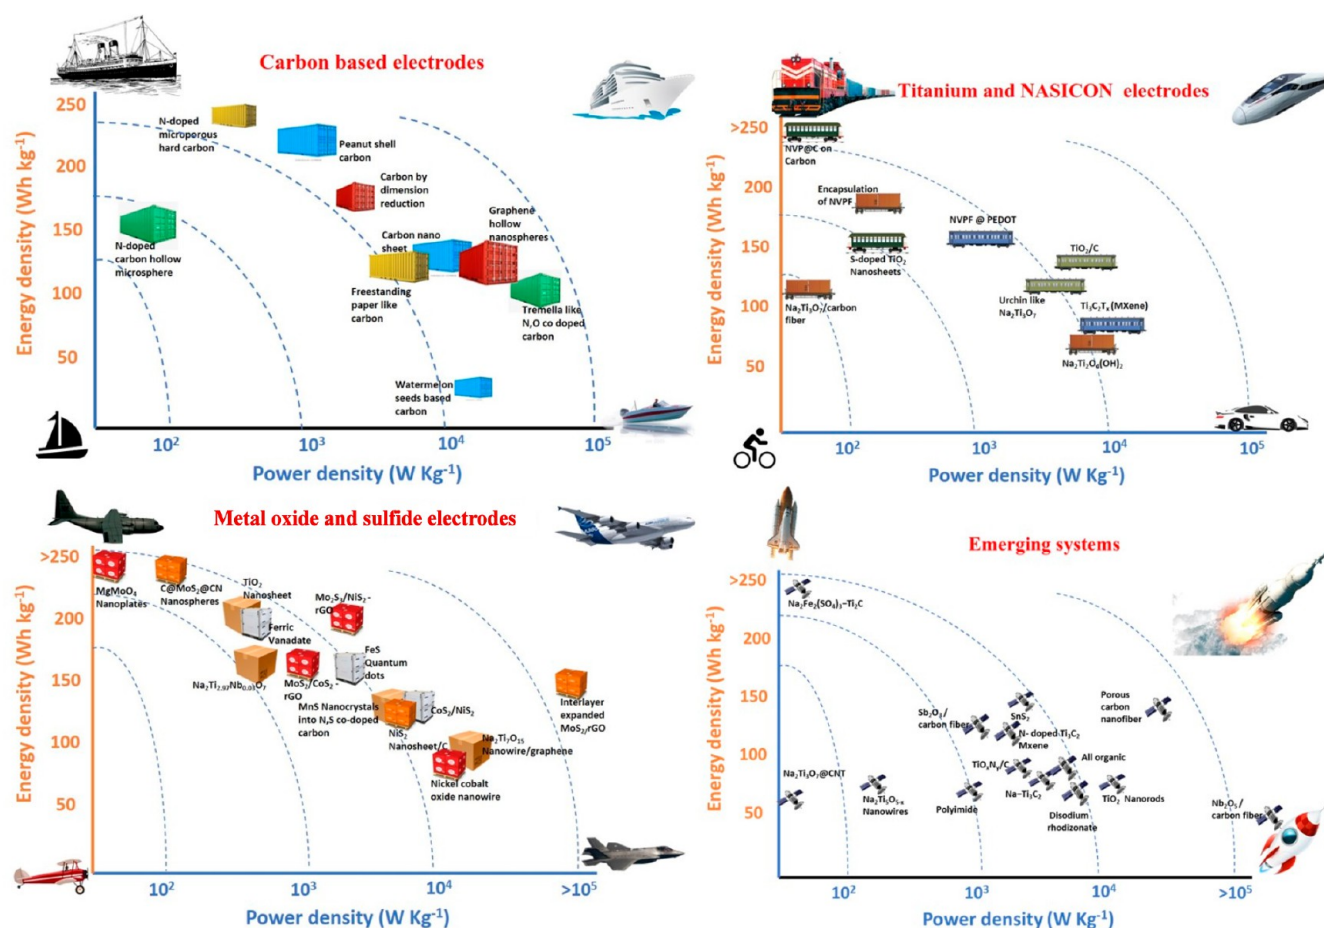 Carbon based electrodes
Energy density (Wh kg-1)
250
200
150
100
50
N-doped
microporous
hard carbon
Peanut shell
carbon
Carbon by
dimension
reduction
N-doped
carbon hollow
microsphere
Carbon nano
sheet
Graphene
hollow
nanospheres
Freestanding
paper like
carbon
Tremella like
N,O co doped
carbon
Watermelon
seeds based
carbon
10²
10³
10⁴
10⁵
Power density (W Kg-1)
Titanium and NASICON electrodes
Energy density (Wh kg-1)
>250
200
150
100
50
NVP@C on
Carbon
Encapsulation
of NVPF
NVPF @ PEDOT
S-doped TiO₂
Nanosheets
TiO₂/C
Na₂Ti₃O₇/carbon
fiber
Urchin like
Na₂Ti₃O₇
Ti₃C₂Tₓ(MXene)
Na₂Ti₂O₄(OH)₂
10²
10³
10⁴
10⁵
Power density (W Kg-1)
Metal oxide and sulfide electrodes
Energy density (Wh kg-1)
>250
200
150
100
50
MgMoO₄
Nanoplates
C@MoS₂@CN
Nanospheres
TiO₂
Nanosheet
Ferric
Vanadate
Mo₂S₃/NiS₂ -
rGO
Na₂Ti₂.₉₇Nb₀.₀₃O₇
MoS₂/CoS₂ -
rGO
FeS
Quantum
dots
MnS Nanocrystals
into N,S co-doped
carbon
CoS₂/NiS₂
NiS₂
Nanosheet/C
Na₂Ti₇O₁₅
Nanowire/graphene
Nickel cobalt
oxide nanowire
Interlayer
expanded
MoS₂/rGO
10²
10³
10⁴
>10⁵
Power density (W Kg-1)
Emerging systems
Energy density (Wh kg-1)
>250
200
150
100
50
Na₂Fe₂(SO₄)₃–Ti₂C
Sb₂O₃/
carbon fiber
SnS₂
N- doped Ti₃C₂
Mxene
Porous
carbon
nanofiber
Na₂Ti₃O₇@CNT
Na₂Ti₅O₅₋ₓ
Nanowires
Polyimide
TiOₓNᵧ/C
Na–Ti₃C₂
All organic
Disodium
rhodizonate
TiO₂ Nanorods
Nb₂O₅/
carbon fiber
10²
10³
10⁴
>10⁵
Power density (W Kg-1)